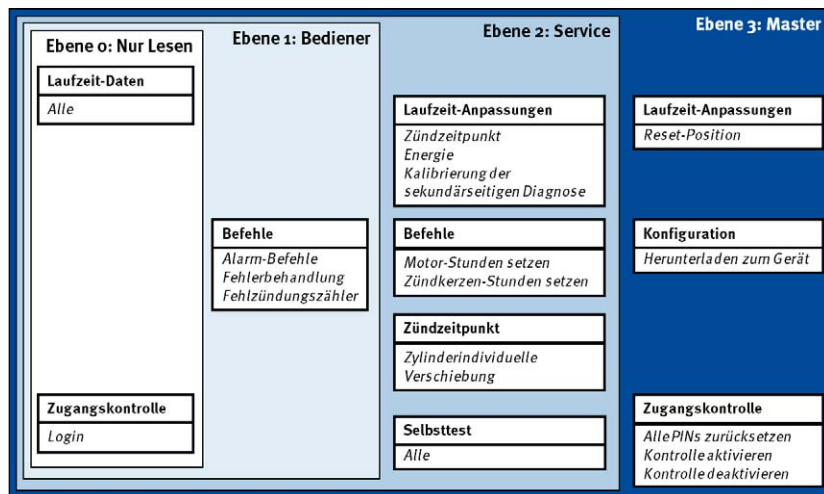 Ebene 0: Nur Lesen
Laufzeit-Daten
Alle
Zugangskontrolle
Login
Ebene 1: Bediener
Befehle
Alarm-Befehle
Fehlerbehandlung
Fehlzündungszähler
Ebene 2: Service
Laufzeit-Anpassungen
Zündzeitpunkt
Energie
Kalibrierung der
sekundärseitigen Diagnose
Befehle
Motor-Stunden setzen
Zündkerzen-Stunden setzen
Zündzeitpunkt
Zylinderindividuelle
Verschiebung
Selbsttest
Alle
Ebene 3: Master
Laufzeit-Anpassungen
Reset-Position
Konfiguration
Herunterladen zum Gerät
Zugangskontrolle
Alle PINs zurücksetzen
Kontrolle aktivieren
Kontrolle deaktivieren